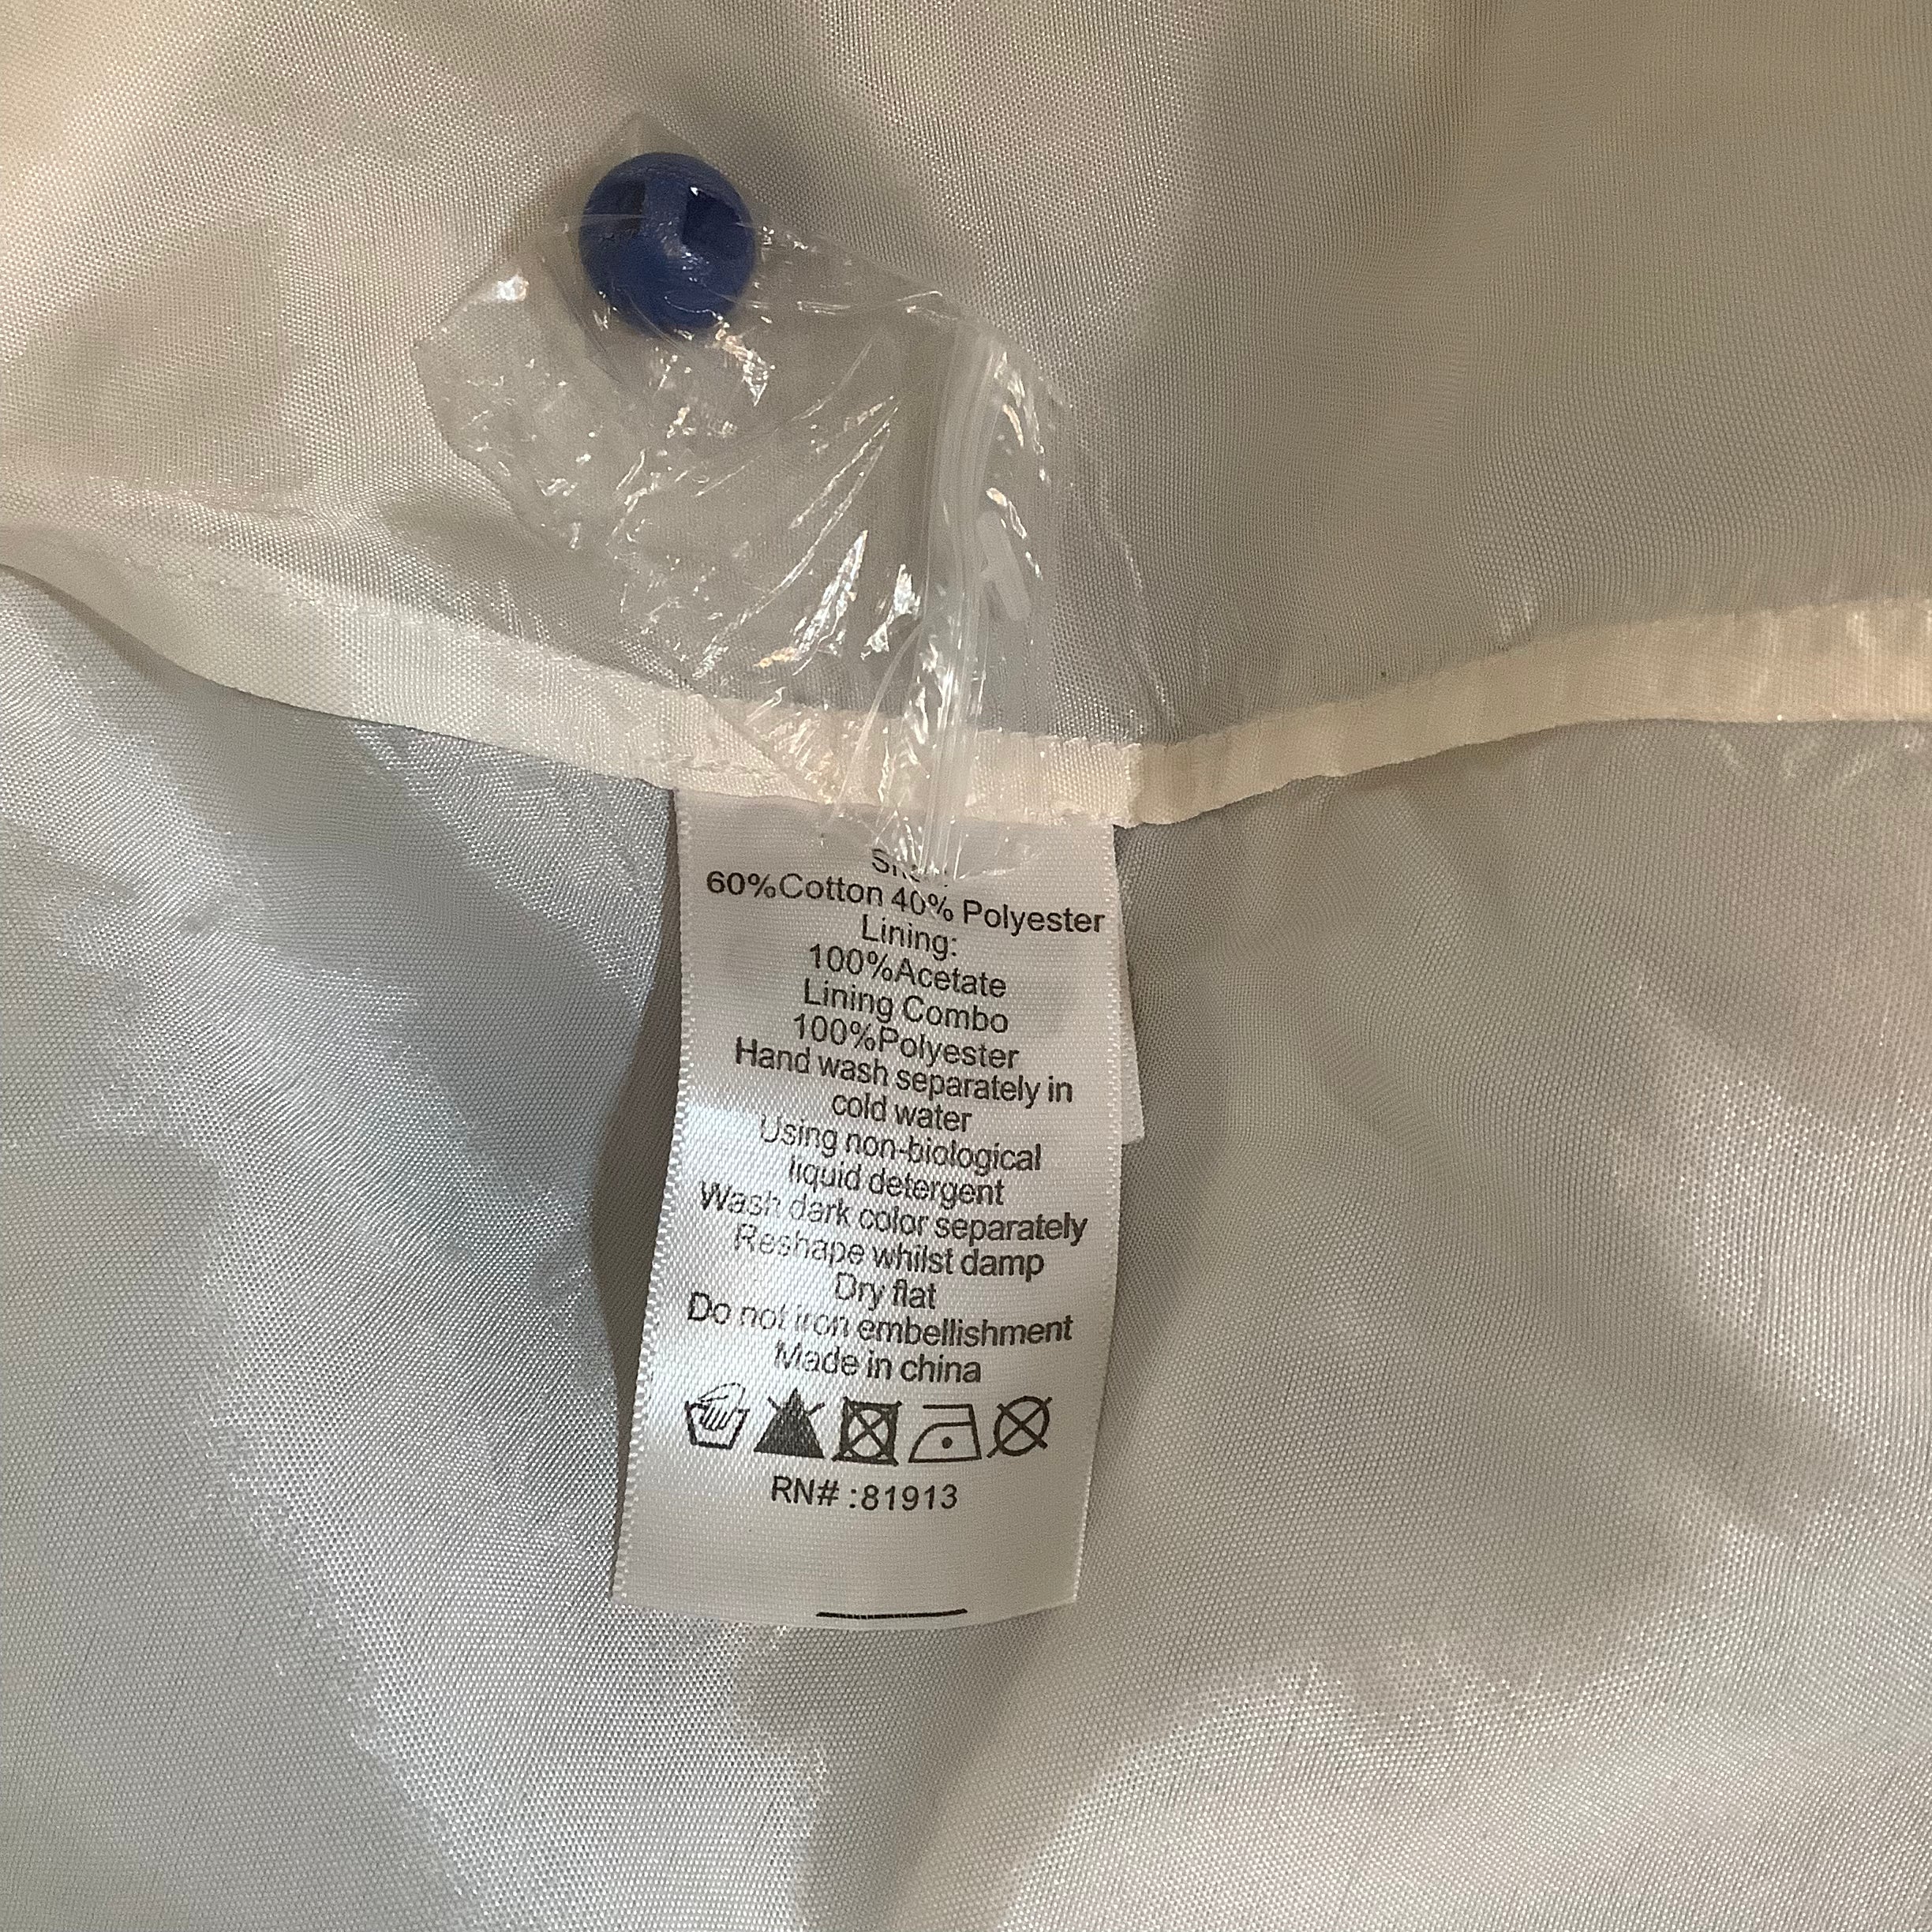 60%Cotton 40% Polyester
Lining:
100%Acetate
Lining Combo
100%Polyester
Hand wash separately in
cold water
Using non-biological
liquid detergent
Wash dark color separately
Reshape whilst damp
Dry flat
Do not iron embellishment
Made in china
RN# :81913